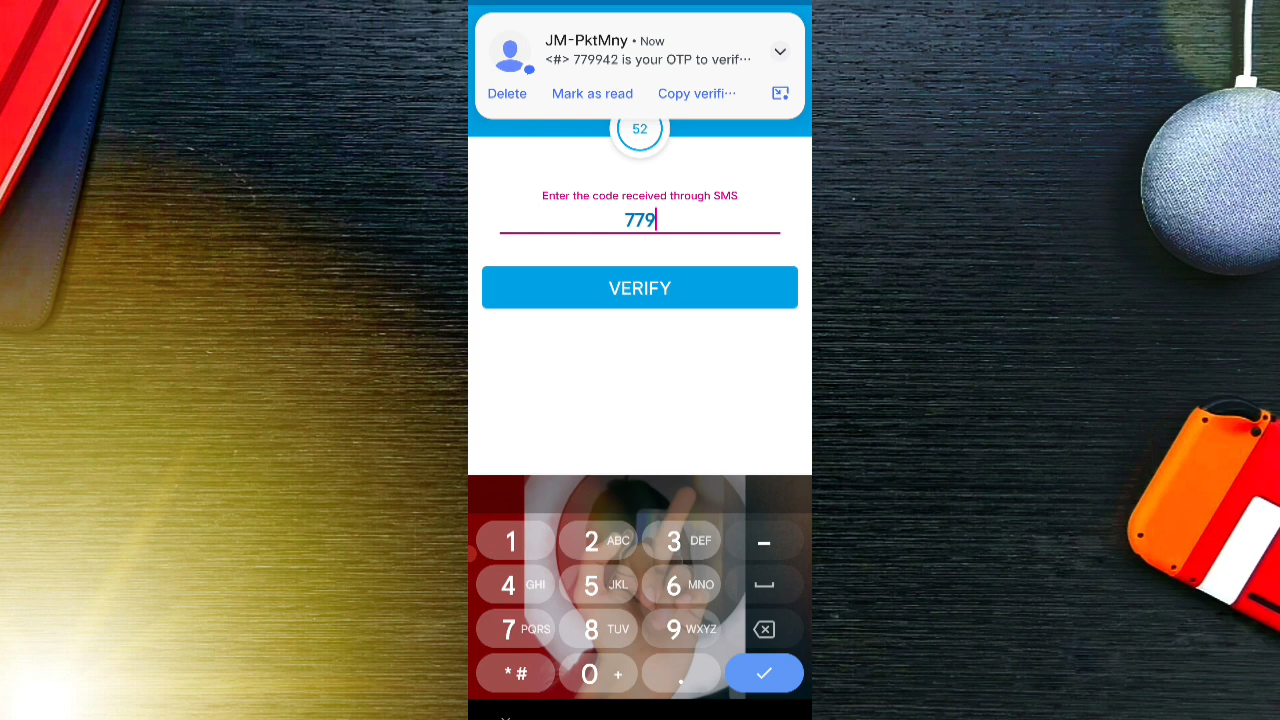 JM-PktMny • Now
<#> 779942 is your OTP to verif···
Delete Mark as read Copy verifi···
52
Enter the code received through SMS
779
VERIFY
1 2 ABC 3 DEF -
4 GHI 5 JKL 6 MNO
7 PQRS 8 TUV 9 WXYZ
* # 0 + .